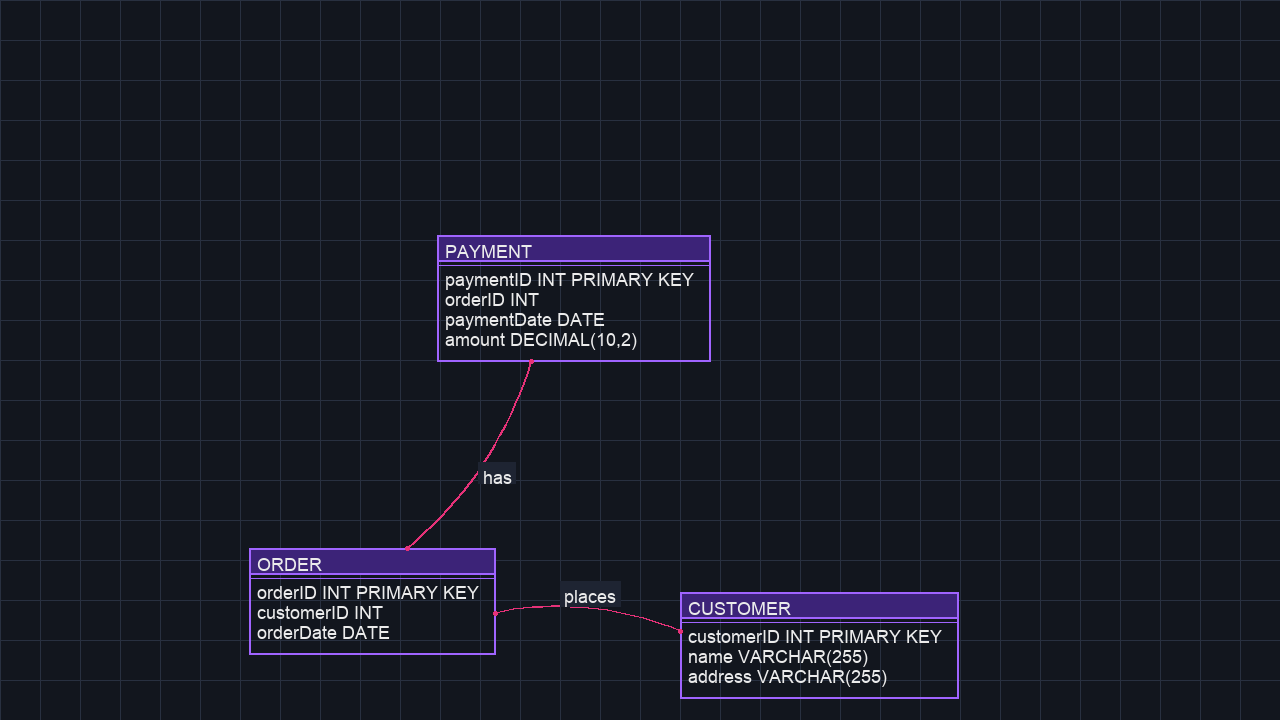 PAYMENT
paymentID INT PRIMARY KEY
orderID INT
paymentDate DATE
amount DECIMAL(10,2)
has
ORDER
orderID INT PRIMARY KEY
customerID INT
orderDate DATE
places
CUSTOMER
customerID INT PRIMARY KEY
name VARCHAR(255)
address VARCHAR(255)